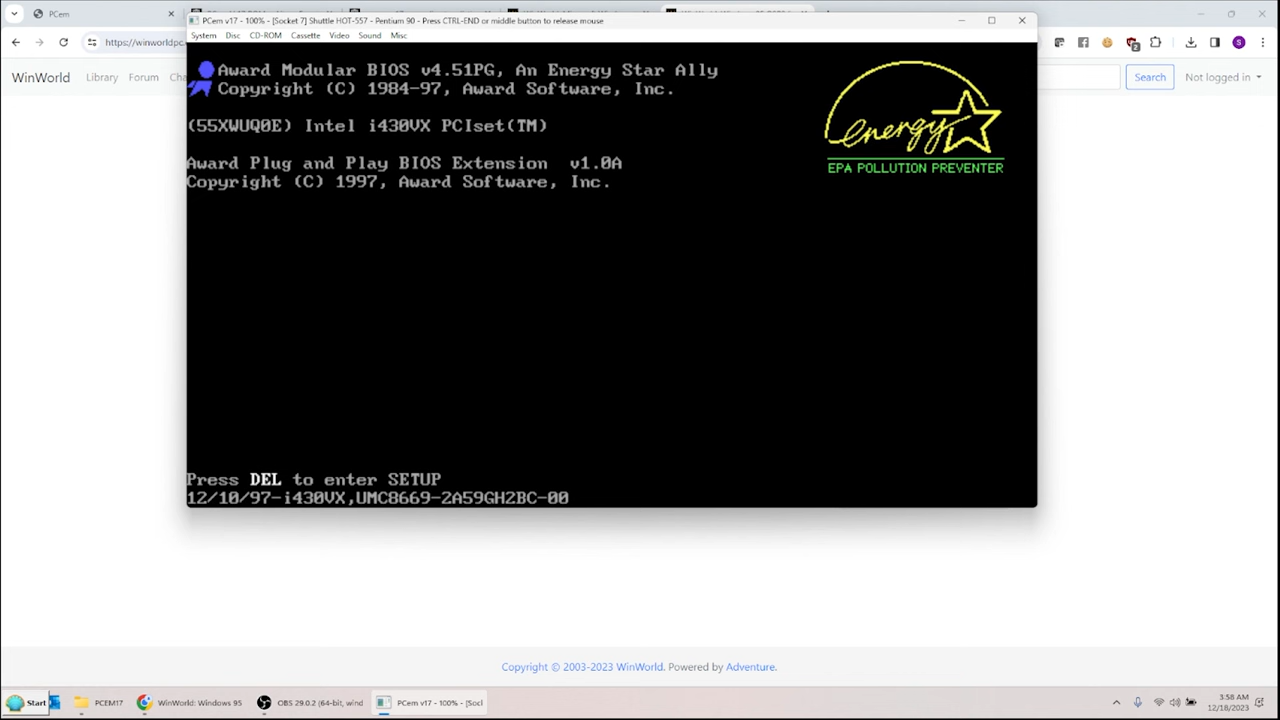 PCem
PCem v17 - 100% - [Socket 7] Shuttle HOT-557 - Pentium 90 - Press CTRL-END or middle button to release mouse
System Disc CD-ROM Cassette Video Sound Misc
https://winworldpc
2
S
WinWorld Library Forum
Search
Not logged in
Award Modular BIOS v4.51PG, An Energy Star Ally
Copyright (C) 1984-97, Award Software, Inc.
(55XWUQ0E) Intel i430VX PCIset(TM)
Award Plug and Play BIOS Extension v1.0A
Copyright (C) 1997, Award Software, Inc.
energy
EPA POLLUTION PREVENTER
Press DEL to enter SETUP
12/10/97-i430VX,UMC8669-2A59GH2BC-00
Copyright © 2003-2023 WinWorld. Powered by Adventure.
Start
PCEM17
WinWorld: Windows 95
OBS 29.0.2 (64-bit, wind
PCem v17 - 100% - [Socl
3:58 AM
12/18/2023